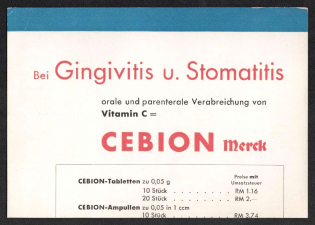 Bei Gingivitis u. Stomatitis
orale und parenterale Verabreichung von
Vitamin C =
CEBION Merck
Preise mit
CEBION-Tabletten zu 0,05 g Umsatzsteuer
10 Stück . . . . . . . RM 1.16
20 Stück . . . . . . . RM 2.—
CEBION-Ampullen zu 0,05 in 1 ccm
10 Stück . . . . . . . RM 3.74